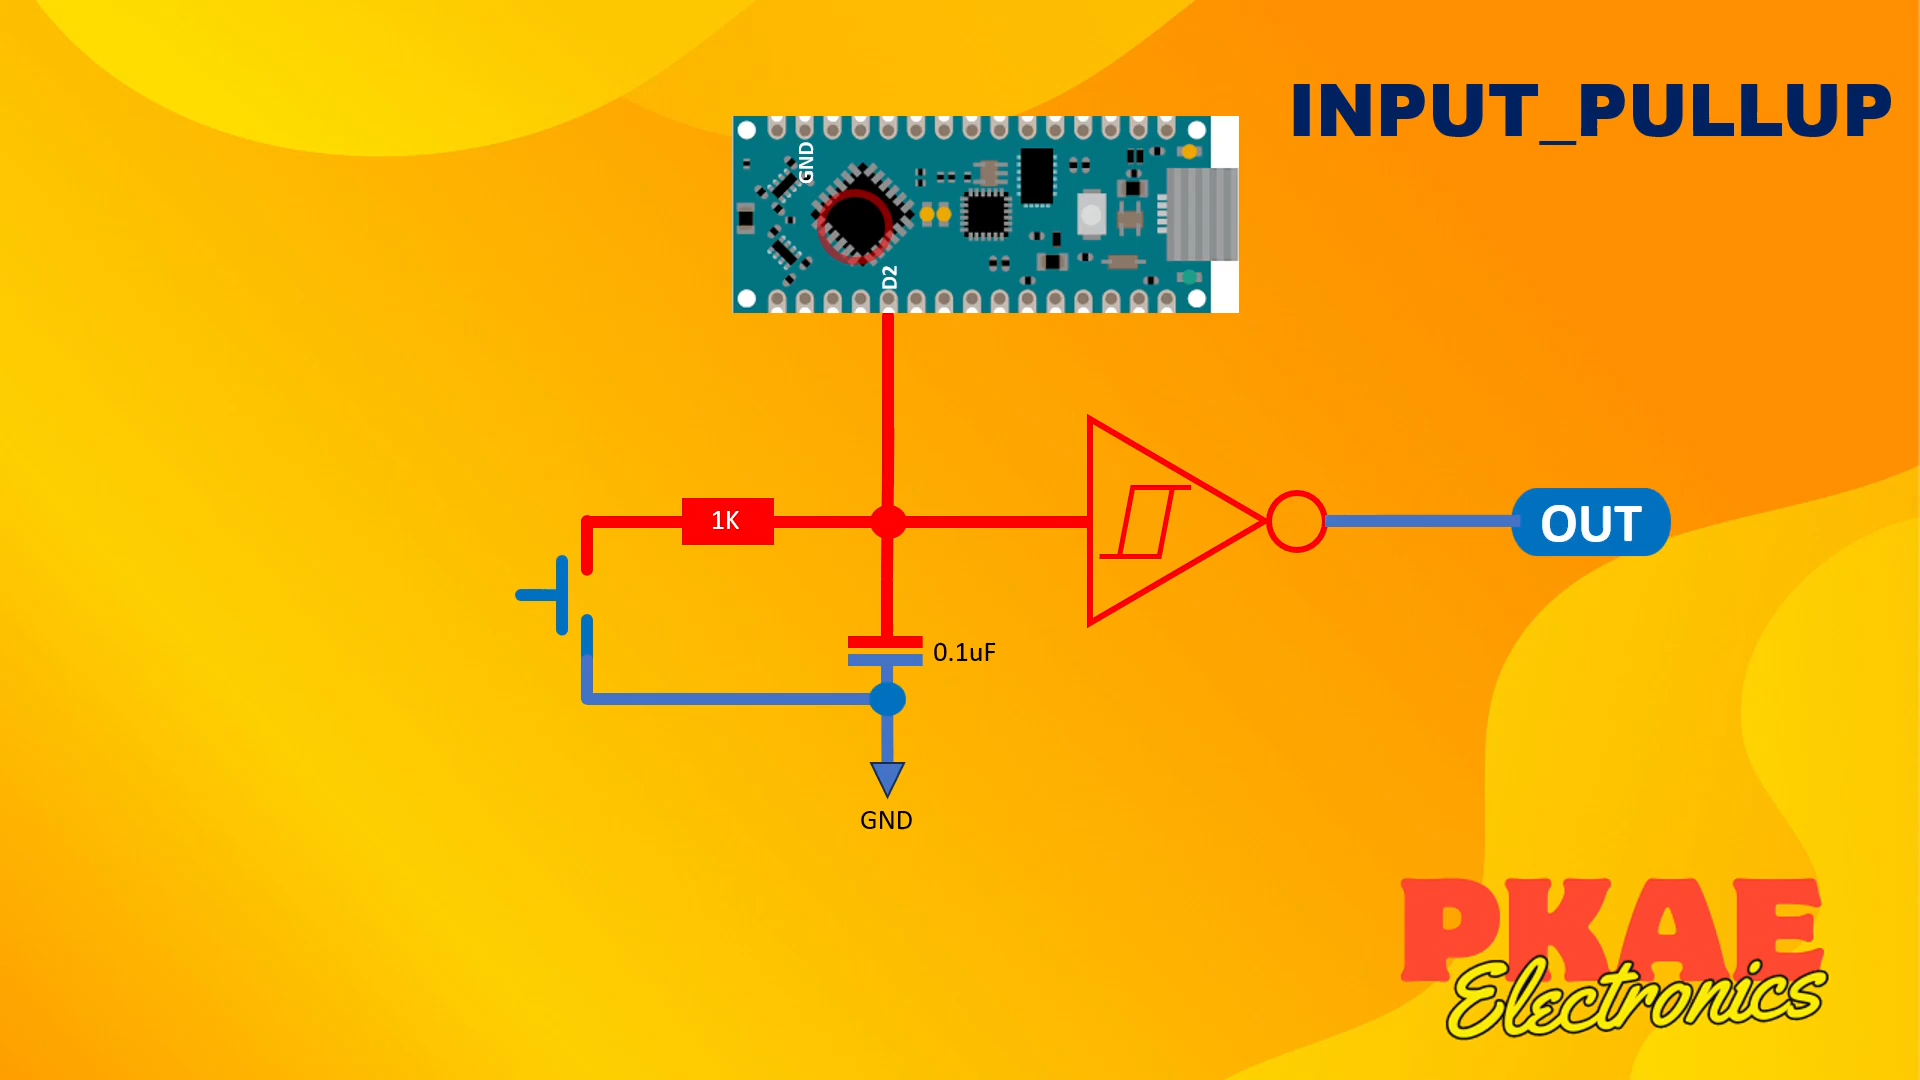 INPUT_PULLUP
GND
D2
1K
OUT
0.1uF
GND
PKAE
Electronics